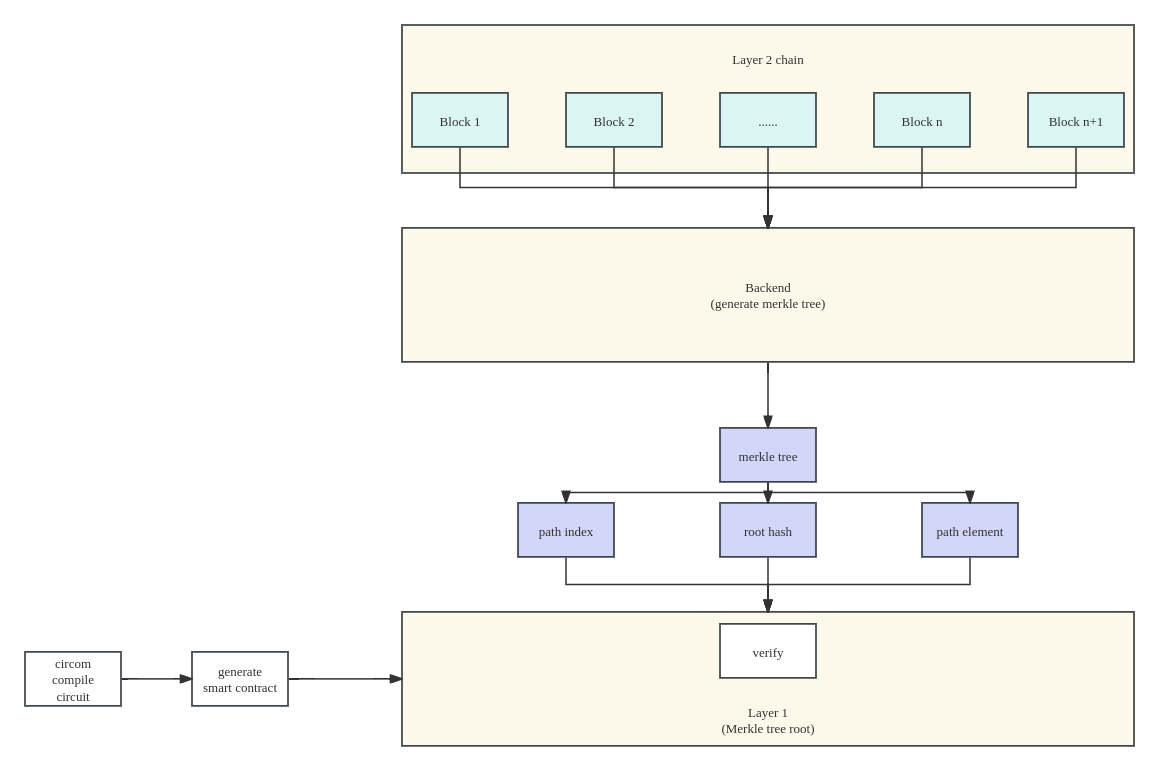 Layer 2 chain
Block 1
Block 2
......
Block n
Block n+1
Backend
(generate merkle tree)
merkle tree
path index
root hash
path element
circom
compile
circuit
generate
smart contract
verify
Layer 1
(Merkle tree root)